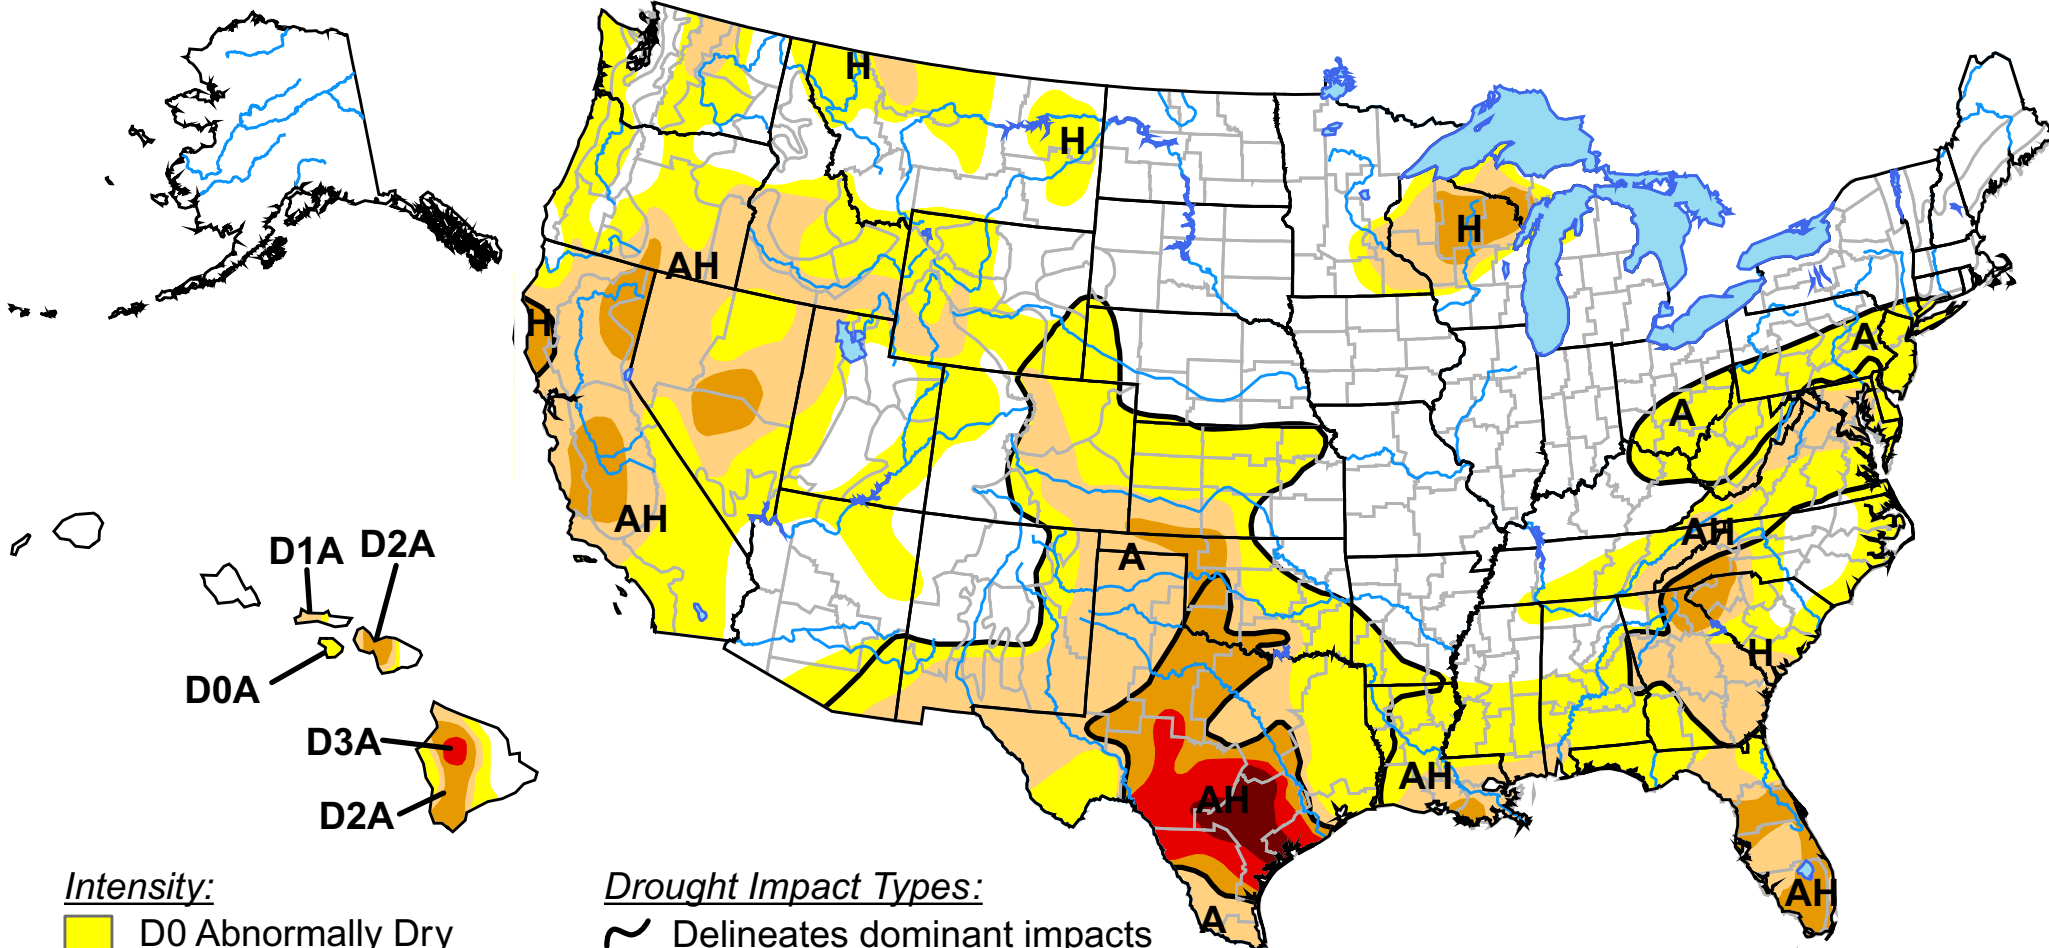 H
H
H
AH
H
A
A
AH
D1A D2A
AH
A
D0A
H
D3A
AH
AH
D2A
AH
A
Intensity:
D0 Abnormally Dry
Drought Impact Types:
Delineates dominant impacts